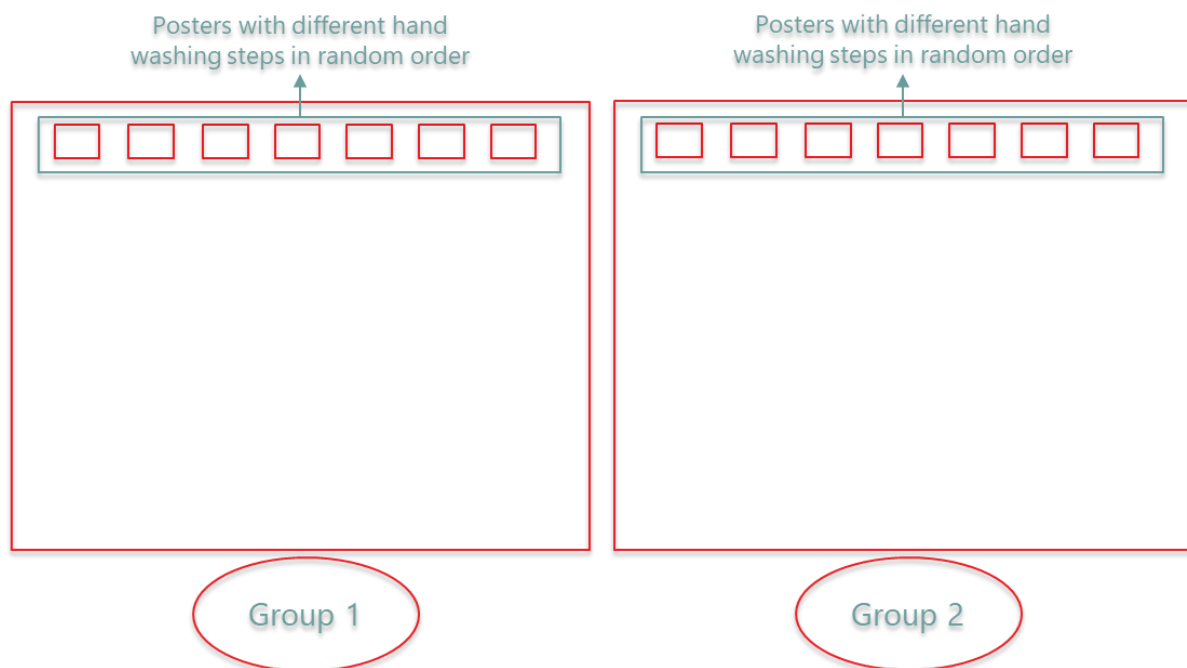 Posters with different hand
washing steps in random order
Posters with different hand
washing steps in random order
Group 1
Group 2